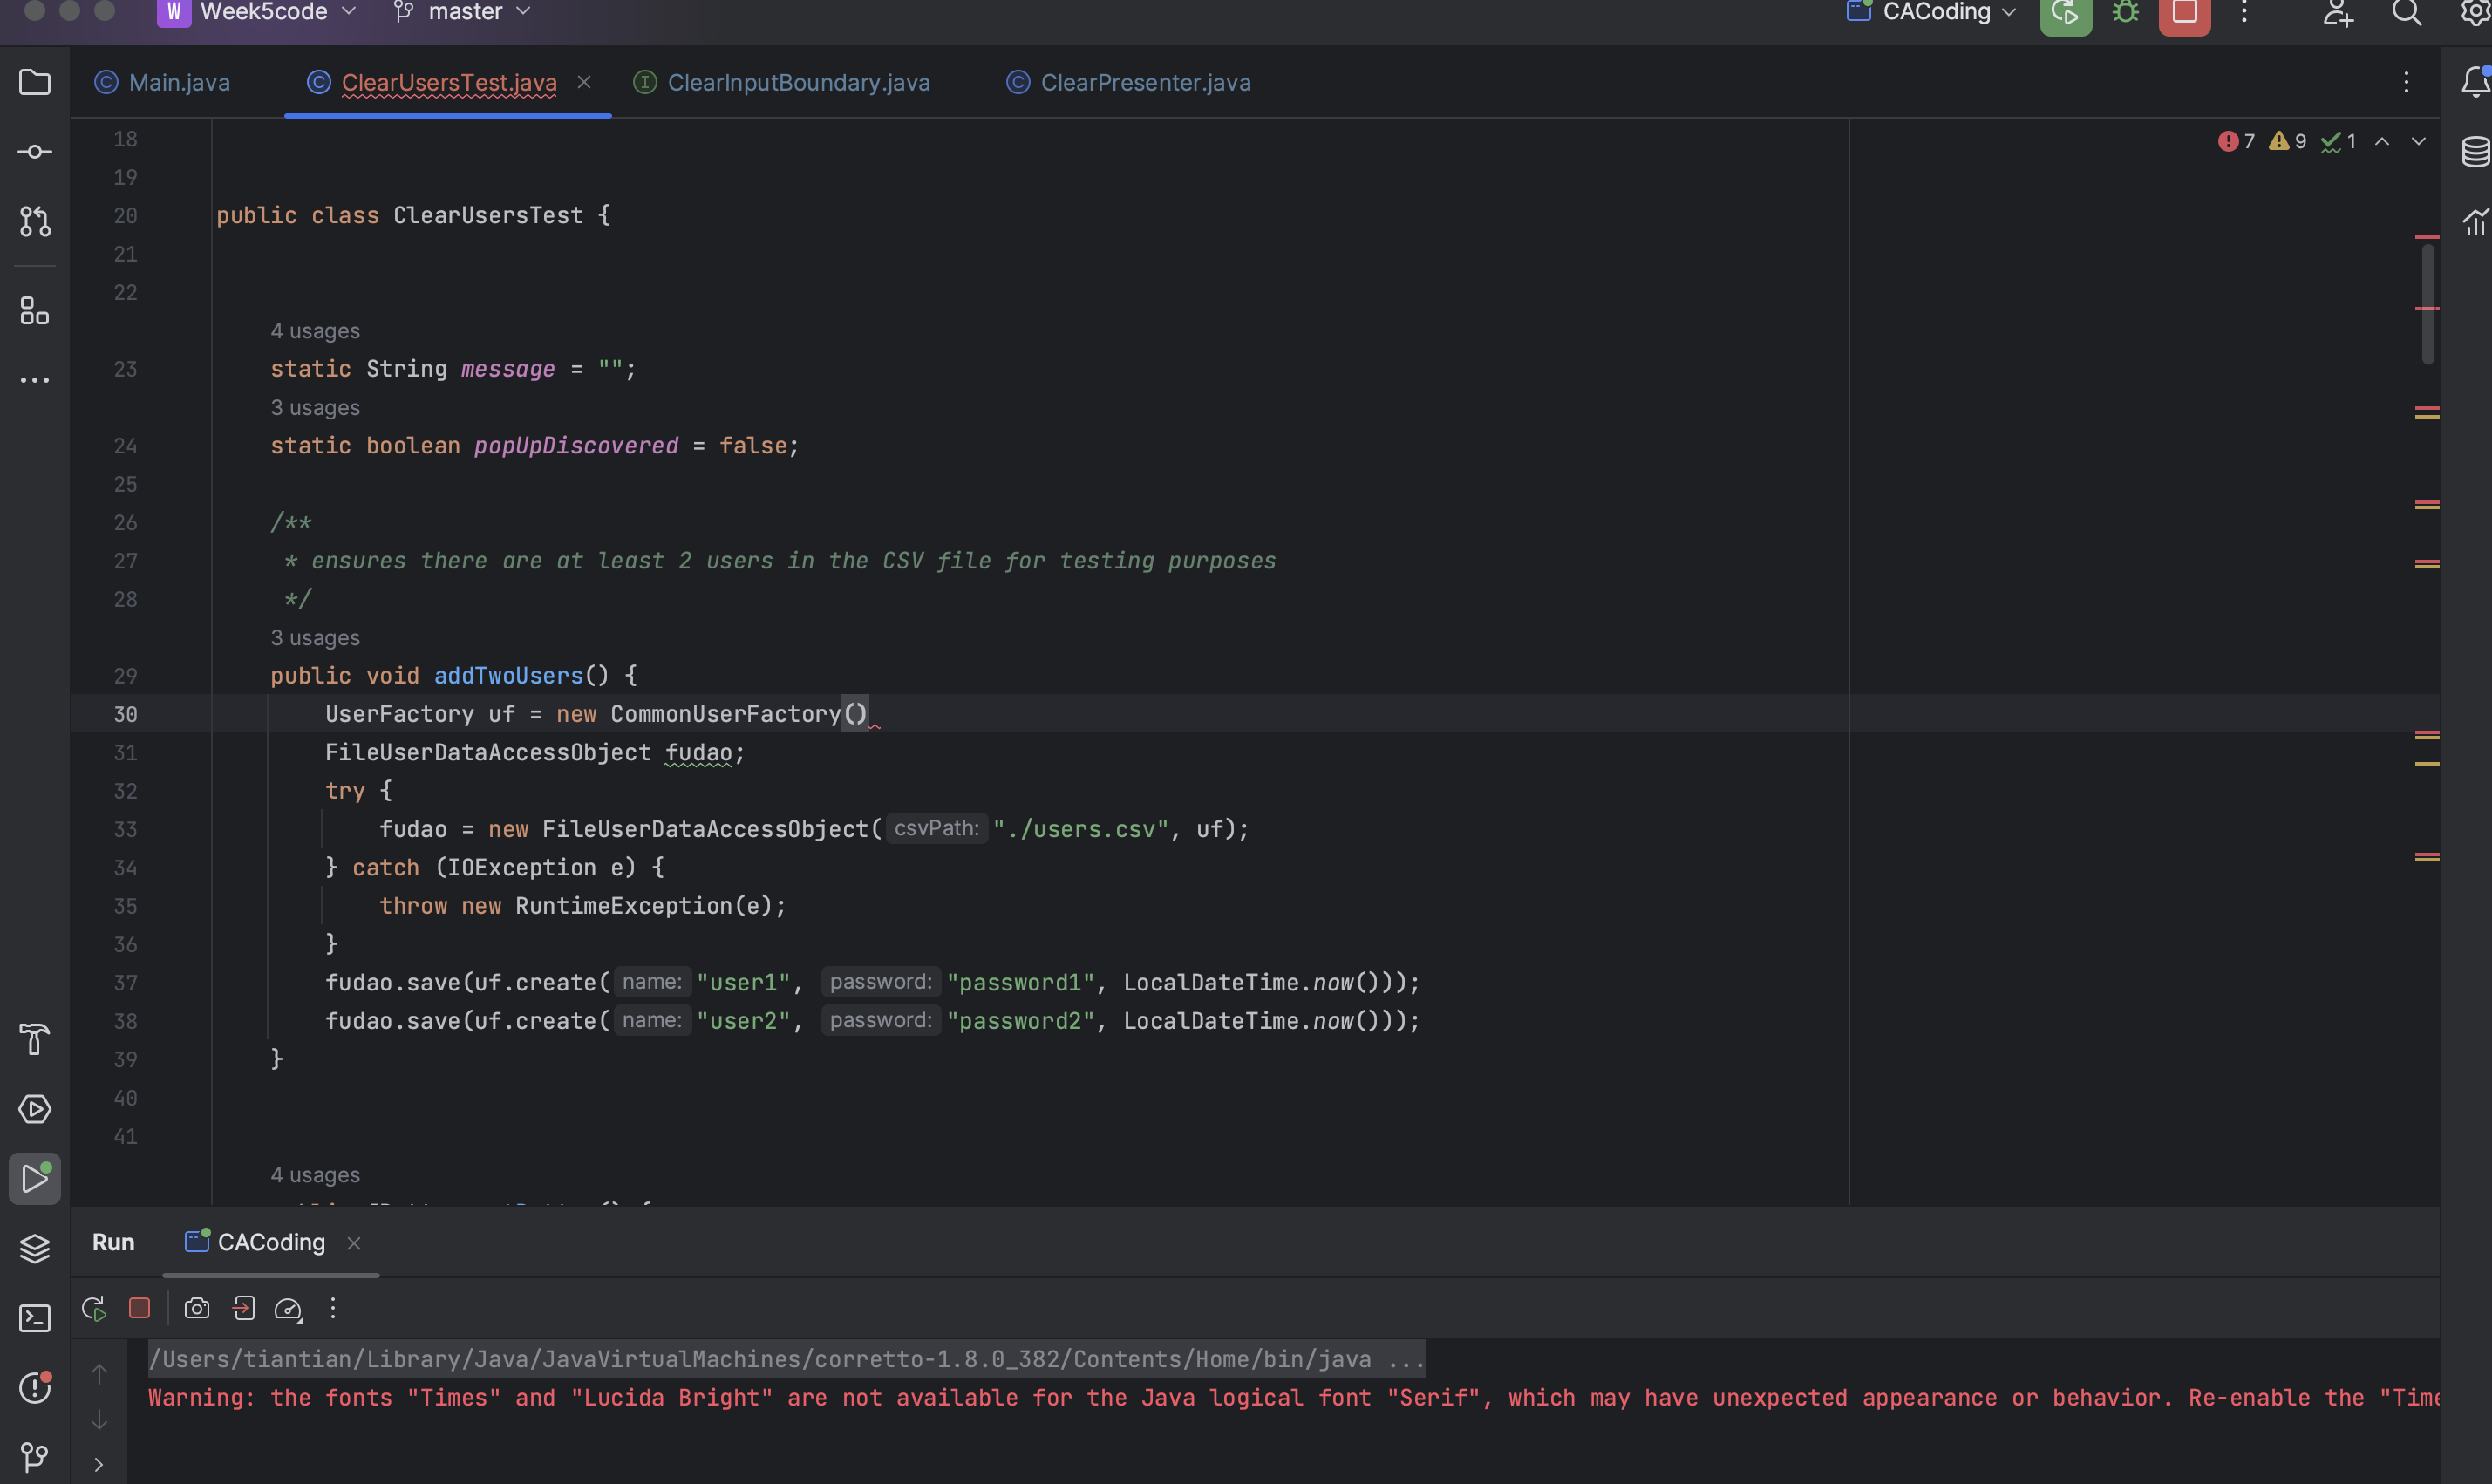 W Week5code master CACoding
Main.java ClearUsersTest.java ClearInputBoundary.java ClearPresenter.java
18 7 9 1
19
20 public class ClearUsersTest {
21
22
4 usages
23 static String message = "";
3 usages
24 static boolean popUpDiscovered = false;
25
26 /**
27 * ensures there are at least 2 users in the CSV file for testing purposes
28 */
3 usages
29 public void addTwoUsers() {
30 UserFactory uf = new CommonUserFactory()
31 FileUserDataAccessObject fudao;
32 try {
33 fudao = new FileUserDataAccessObject( csvPath: "./users.csv", uf);
34 } catch (IOException e) {
35 throw new RuntimeException(e);
36 }
37 fudao.save(uf.create( name: "user1", password: "password1", LocalDateTime.now()));
38 fudao.save(uf.create( name: "user2", password: "password2", LocalDateTime.now()));
39 }
40
41
4 usages
Run CACoding
/Users/tiantian/Library/Java/JavaVirtualMachines/corretto-1.8.0_382/Contents/Home/bin/java ...
Warning: the fonts "Times" and "Lucida Bright" are not available for the Java logical font "Serif", which may have unexpected appearance or behavior. Re-enable the "Time